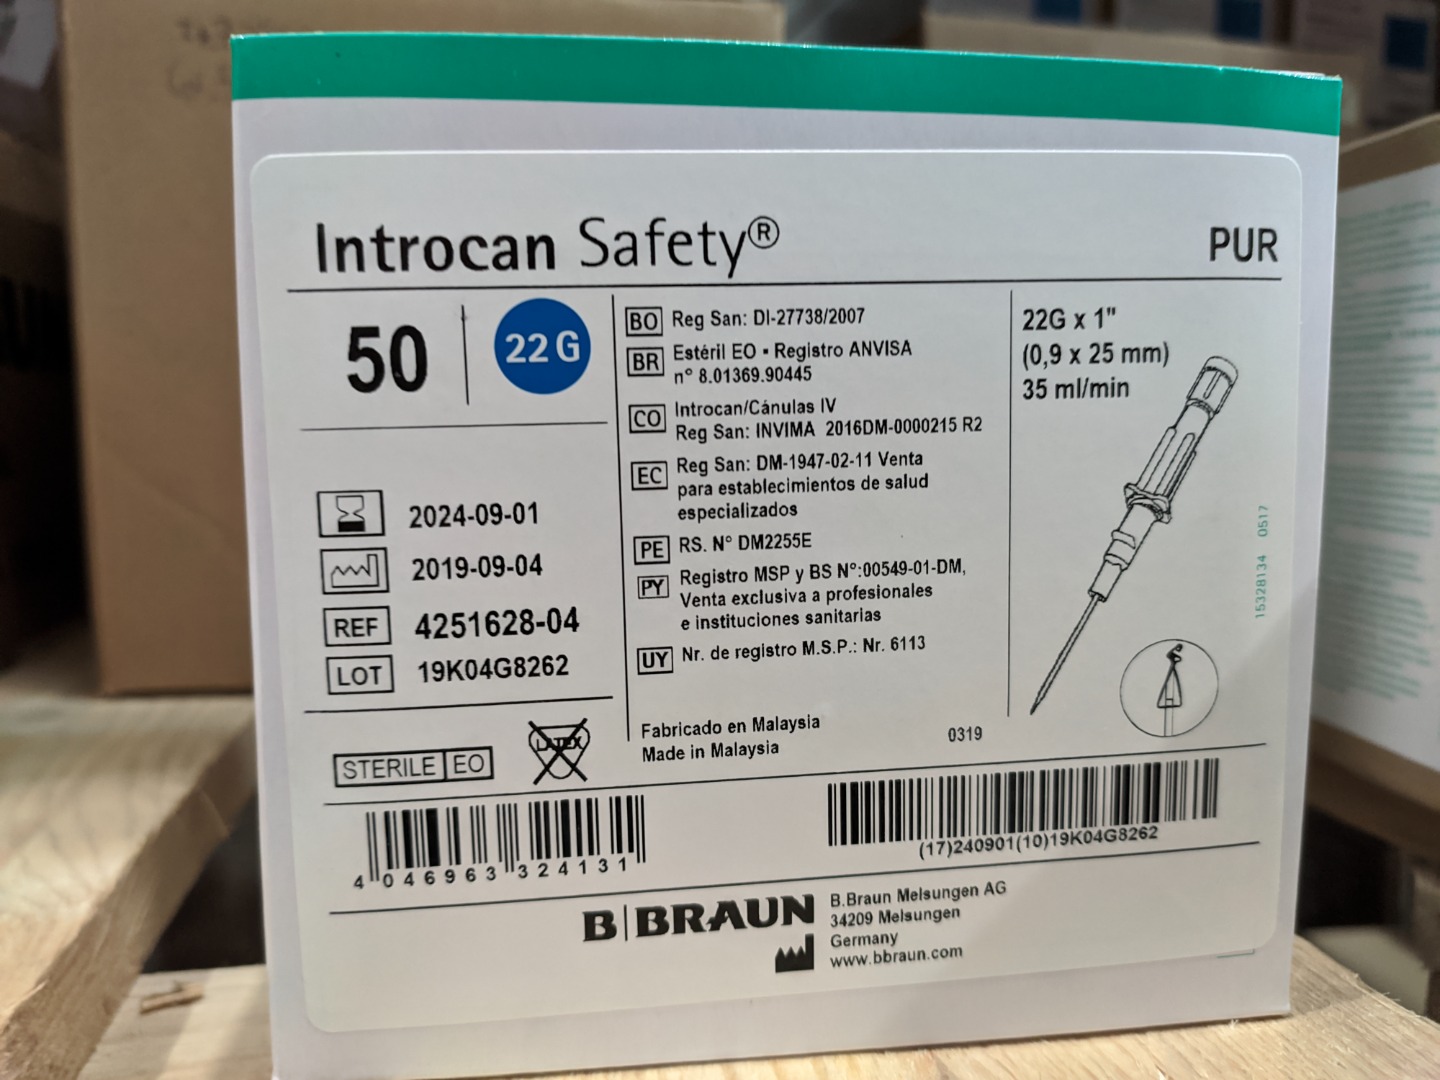 Introcan Safety®
PUR
50
22 G
2024-09-01
2019-09-04
REF 4251628-04
LOT 19K04G8262
STERILE EO
LATEX
BO Reg San: DI-27738/2007
BR Estéril EO ▪ Registro ANVISA
n° 8.01369.90445
CO Introcan/Cánulas IV
Reg San: INVIMA 2016DM-0000215 R2
EC Reg San: DM-1947-02-11 Venta
para establecimientos de salud
especializados
PE RS. N° DM2255E
PY Registro MSP y BS N°:00549-01-DM,
Venta exclusiva a profesionales
e instituciones sanitarias
UY Nr. de registro M.S.P.: Nr. 6113
Fabricado en Malaysia
Made in Malaysia
0319
22G x 1"
(0,9 x 25 mm)
35 ml/min
15328134 0517
4 046963 324131
(17)240901(10)19K04G8262
B|BRAUN
B.Braun Melsungen AG
34209 Melsungen
Germany
www.bbraun.com